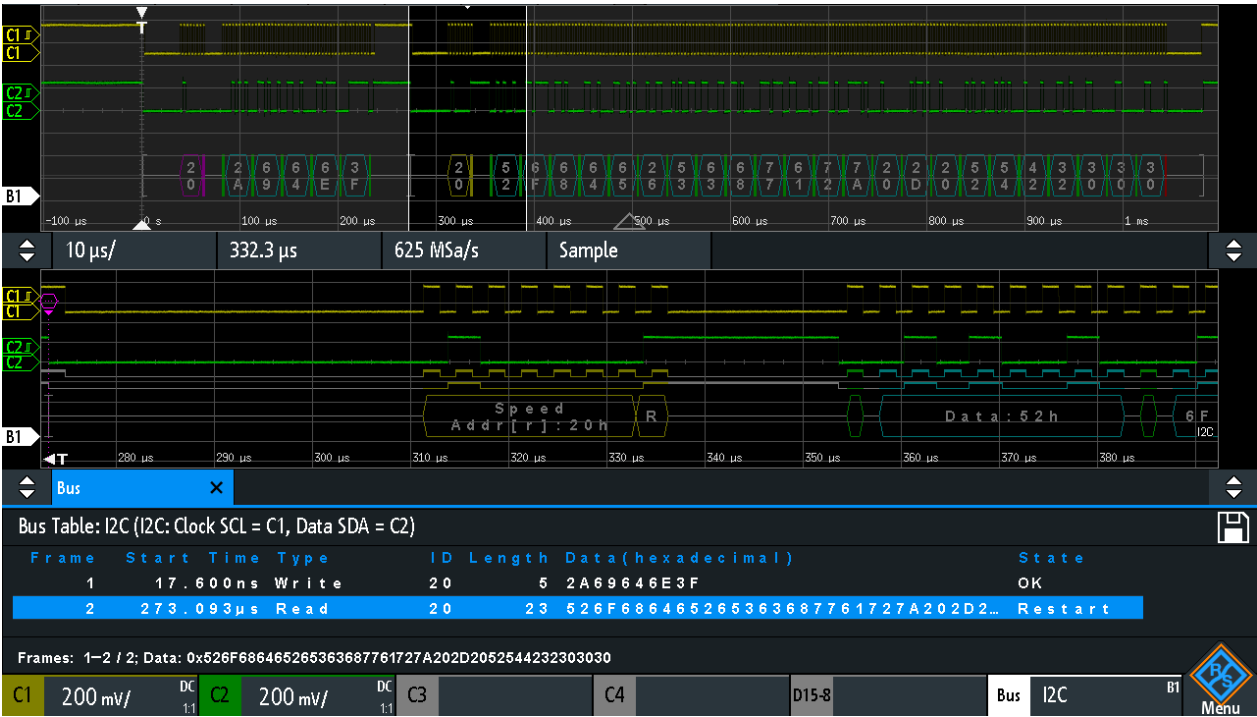 C1
C1
T
C2
C2
2 2 6 6 6 3 2 5 6 6 6 6 2 5 6 6 6 7 6 7 7 2 2 2 5 5 4 3 3 3 3
0 A 9 4 E F 0 2 F 8 4 5 6 3 3 8 7 1 2 A 0 D 0 2 4 2 2 0 0 0
B1
-100 µs 0 s 100 µs 200 µs 300 µs 400 µs 500 µs 600 µs 700 µs 800 µs 900 µs 1 ms
10 µs/ 332.3 µs 625 MSa/s Sample
C1
C1
C2
C2
Speed
Addr[r]:20h R Data:52h 6F
B1 I2C
T 280 µs 290 µs 300 µs 310 µs 320 µs 330 µs 340 µs 350 µs 360 µs 370 µs 380 µs
Bus ×
Bus Table: I2C (I2C: Clock SCL = C1, Data SDA = C2)
Frame Start Time Type ID Length Data(hexadecimal) State
1 17.600ns Write 20 5 2A69646E3F OK
2 273.093µs Read 20 23 526F68646526536368776172​7A202D2… Restart
Frames: 1−2 / 2; Data: 0x526F686465265363687761727A202D2052544232303030
C1 200 mV/ DC 1:1 C2 200 mV/ DC 1:1 C3 C4 D15-8 Bus I2C B1 R&S Menu